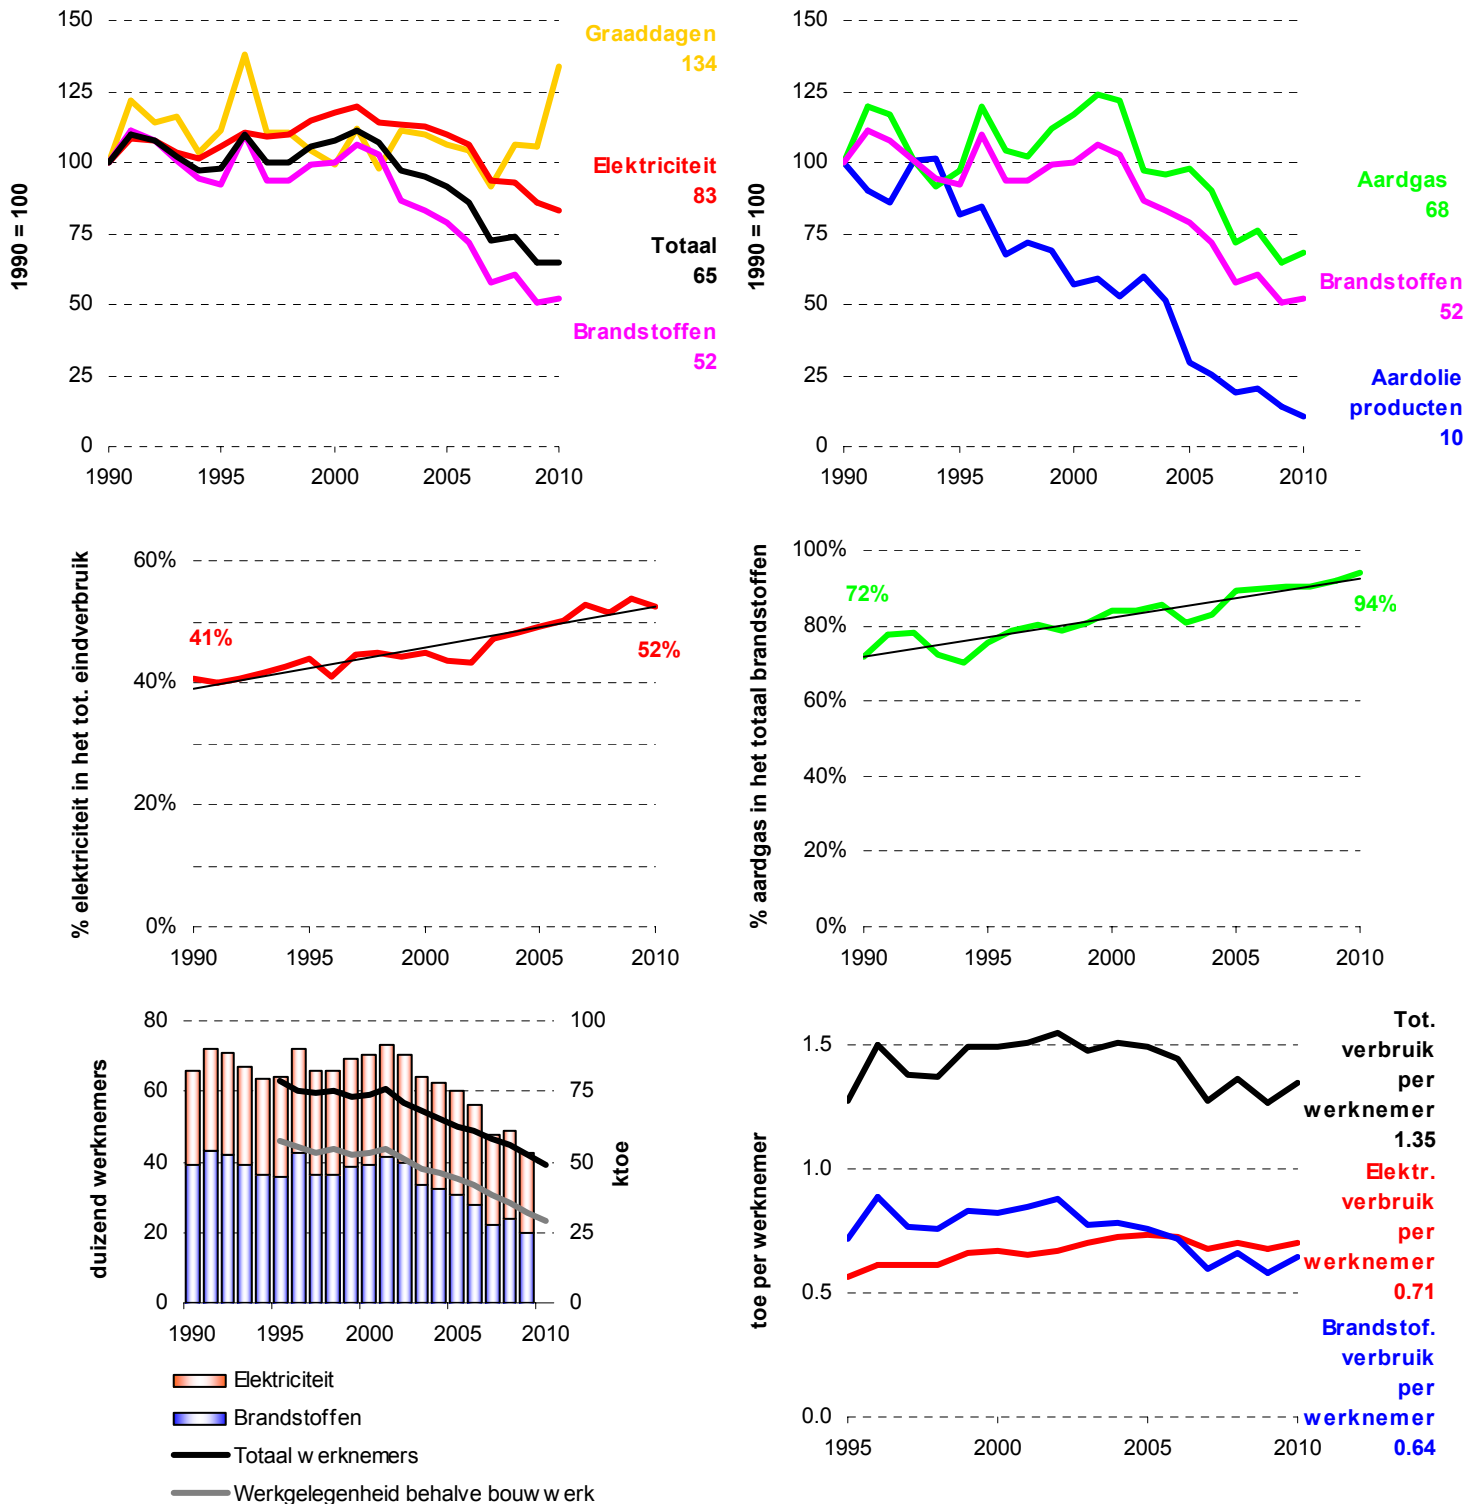 150
125
100
75
50
25
0
1990 = 100
1990
1995
2000
2005
2010
Graaddagen
134
Elektriciteit
83
Totaal
65
Brandstoffen
52
150
125
100
75
50
25
0
1990 = 100
1990
1995
2000
2005
2010
Aardgas
68
Brandstoffen
52
Aardolie
producten
10
60%
40%
20%
0%
% elektriciteit in het tot. eindverbruik
41%
52%
1990
1995
2000
2005
2010
100%
80%
60%
40%
20%
0%
% aardgas in het totaal brandstoffen
72%
94%
1990
1995
2000
2005
2010
80
60
40
20
0
duizend werknemers
100
75
50
25
0
ktoe
1990
1995
2000
2005
2010
Elektriciteit
Brandstoffen
Totaal werknemers
Werkgelegenheid behalve bouwwerk
1.5
1.0
0.5
0.0
toe per werknemer
1995
2000
2005
2010
Tot.
verbruik
per
werknemer
1.35
Elektr.
verbruik
per
werknemer
0.71
Brandstof.
verbruik
per
werknemer
0.64